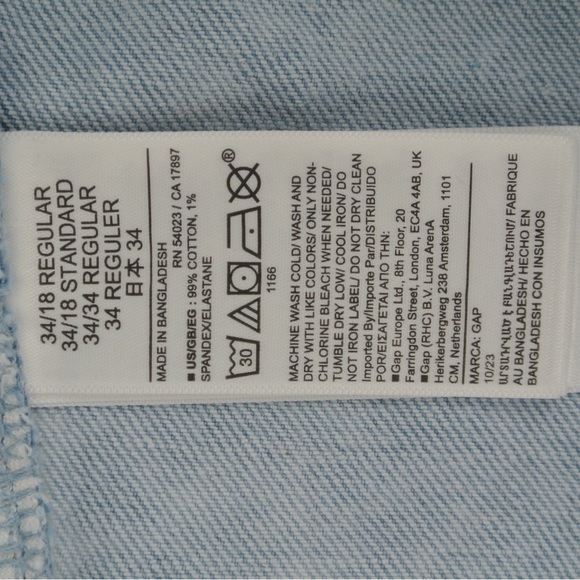 34/18 REGULAR
34/18 STANDARD
34/34 REGULAR
34 REGULER
日本 34
MADE IN BANGLADESH
RN 54023 / CA 17897
■ US/GB/EG : 99% COTTON, 1%
SPANDEX/ELASTANE
30
1166
MACHINE WASH COLD/ WASH AND
DRY WITH LIKE COLORS/ ONLY NON-
CHLORINE BLEACH WHEN NEEDED/
TUMBLE DRY LOW/ COOL IRON/ DO
NOT IRON LABEL/ DO NOT DRY CLEAN
Imported By/Importe Par/DISTRIBUIDO
POR/ΕΙΣΑΓΕΤΑΙ ΑΠΟ ΤΗΝ:
■Gap Europe Ltd., 8th Floor, 20
Farringdon Street, London, EC4A 4AB, UK
■Gap (RHC) B.V. Luna ArenA
Herikerbergweg 238 Amsterdam, 1101
CM, Netherlands
MARCA: GAP
10/23
ԱՐՏԱԴՐՎԱԾ Է ԲԱՆԳԼԱԴԵՇՈՒՄ/ FABRIQUE
AU BANGLADESH/ HECHO EN
BANGLADESH CON INSUMOS